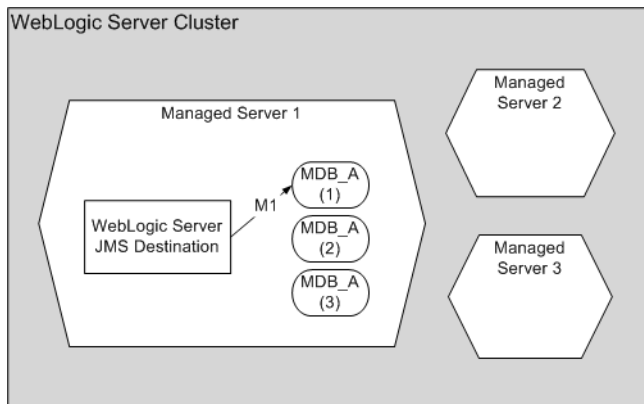 WebLogic Server Cluster
Managed Server 1
WebLogic Server
JMS Destination
M1
MDB_A
(1)
MDB_A
(2)
MDB_A
(3)
Managed
Server 2
Managed
Server 3